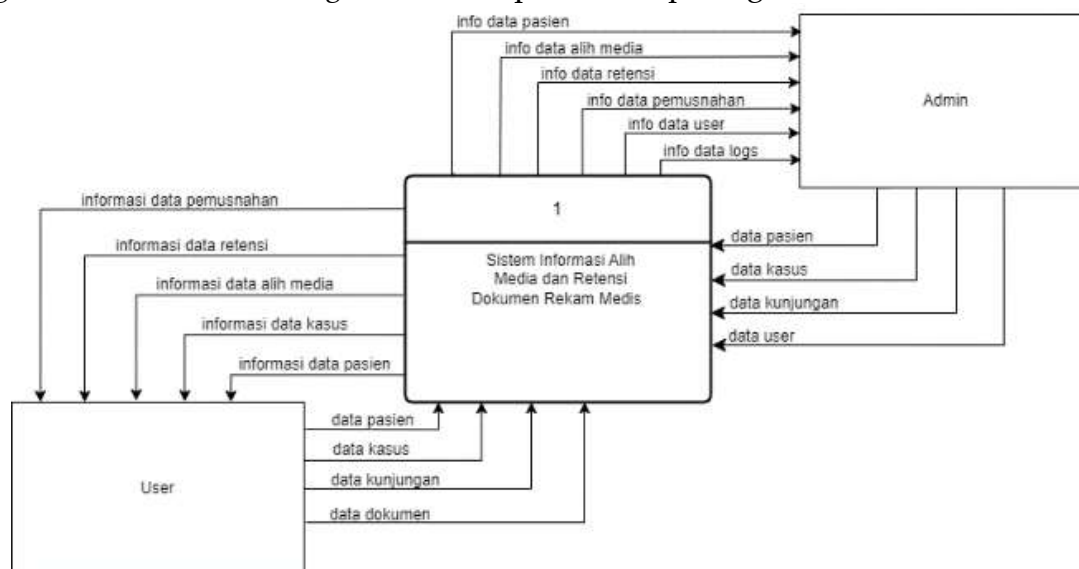 info data pasien
info data alih media
info data retensi
info data pemusnahan
info data user
info data logs
Admin
informasi data pemusnahan
informasi data retensi
informasi data alih media
informasi data kasus
informasi data pasien
1
Sistem Informasi Alih
Media dan Retensi
Dokumen Rekam Medis
data pasien
data kasus
data kunjungan
data user
User
data pasien
data kasus
data kunjungan
data dokumen